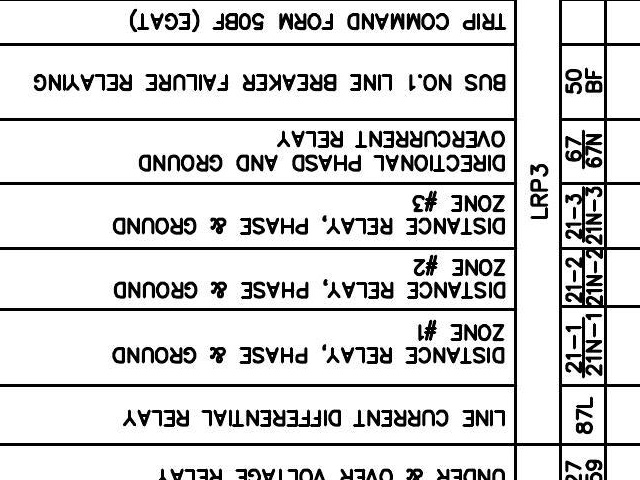 27
59
UNDER & OVER VOLTAGE RELAY
87L
LINE CURRENT DIFFERENTIAL RELAY
21-1
21N-1
DISTANCE RELAY, PHASE & GROUND
ZONE #1
21-2
21N-2
DISTANCE RELAY, PHASE & GROUND
ZONE #2
21-3
21N-3
DISTANCE RELAY, PHASE & GROUND
ZONE #3
LRP3
67
67N
DIRECTIONAL PHASD AND GROUND
OVERCURRENT RELAY
50
BF
BUS NO.1 LINE BREAKER FAILURE RELAYING
TRIP COMMAND FORM 50BF (EGAT)